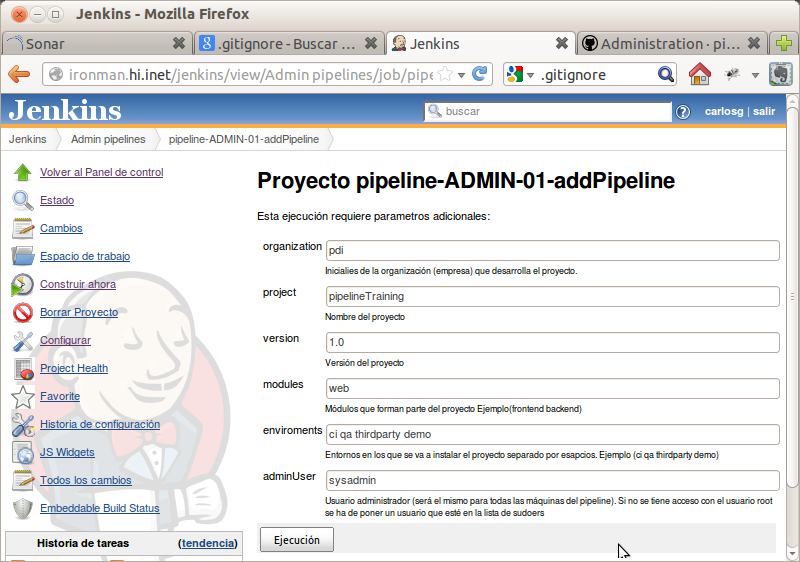 Jenkins - Mozilla Firefox
Sonar
.gitignore - Buscar ...
Jenkins
Administration · pi...
ironman.hi.inet/jenkins/view/Admin pipelines/job/pipe
.gitignore
Jenkins
buscar
carlosg | salir
Jenkins
Admin pipelines
pipeline-ADMIN-01-addPipeline
Volver al Panel de control
Estado
Cambios
Espacio de trabajo
Construir ahora
Borrar Proyecto
Configurar
Project Health
Favorite
Historia de configuración
JS Widgets
Todos los cambios
Embeddable Build Status
Historia de tareas
(tendencia)
Proyecto pipeline-ADMIN-01-addPipeline
Esta ejecución requiere parametros adicionales:
organization
pdi
Inicialies de la organización (empresa) que desarrolla el proyecto.
project
pipelineTraining
Nombre del proyecto
version
1.0
Versión del proyecto
modules
web
Módulos que forman parte del proyecto Ejemplo(frontend backend)
enviroments
ci qa thirdparty demo
Entornos en los que se va a instalar el proyecto separado por esapcios. Ejemplo (ci qa thirdparty demo)
adminUser
sysadmin
Usuario administrador (será el mismo para todas las máquinas del pipeline). Si no se tiene acceso con el usuario root
se ha de poner un usuario que esté en la lista de sudoers
Ejecución